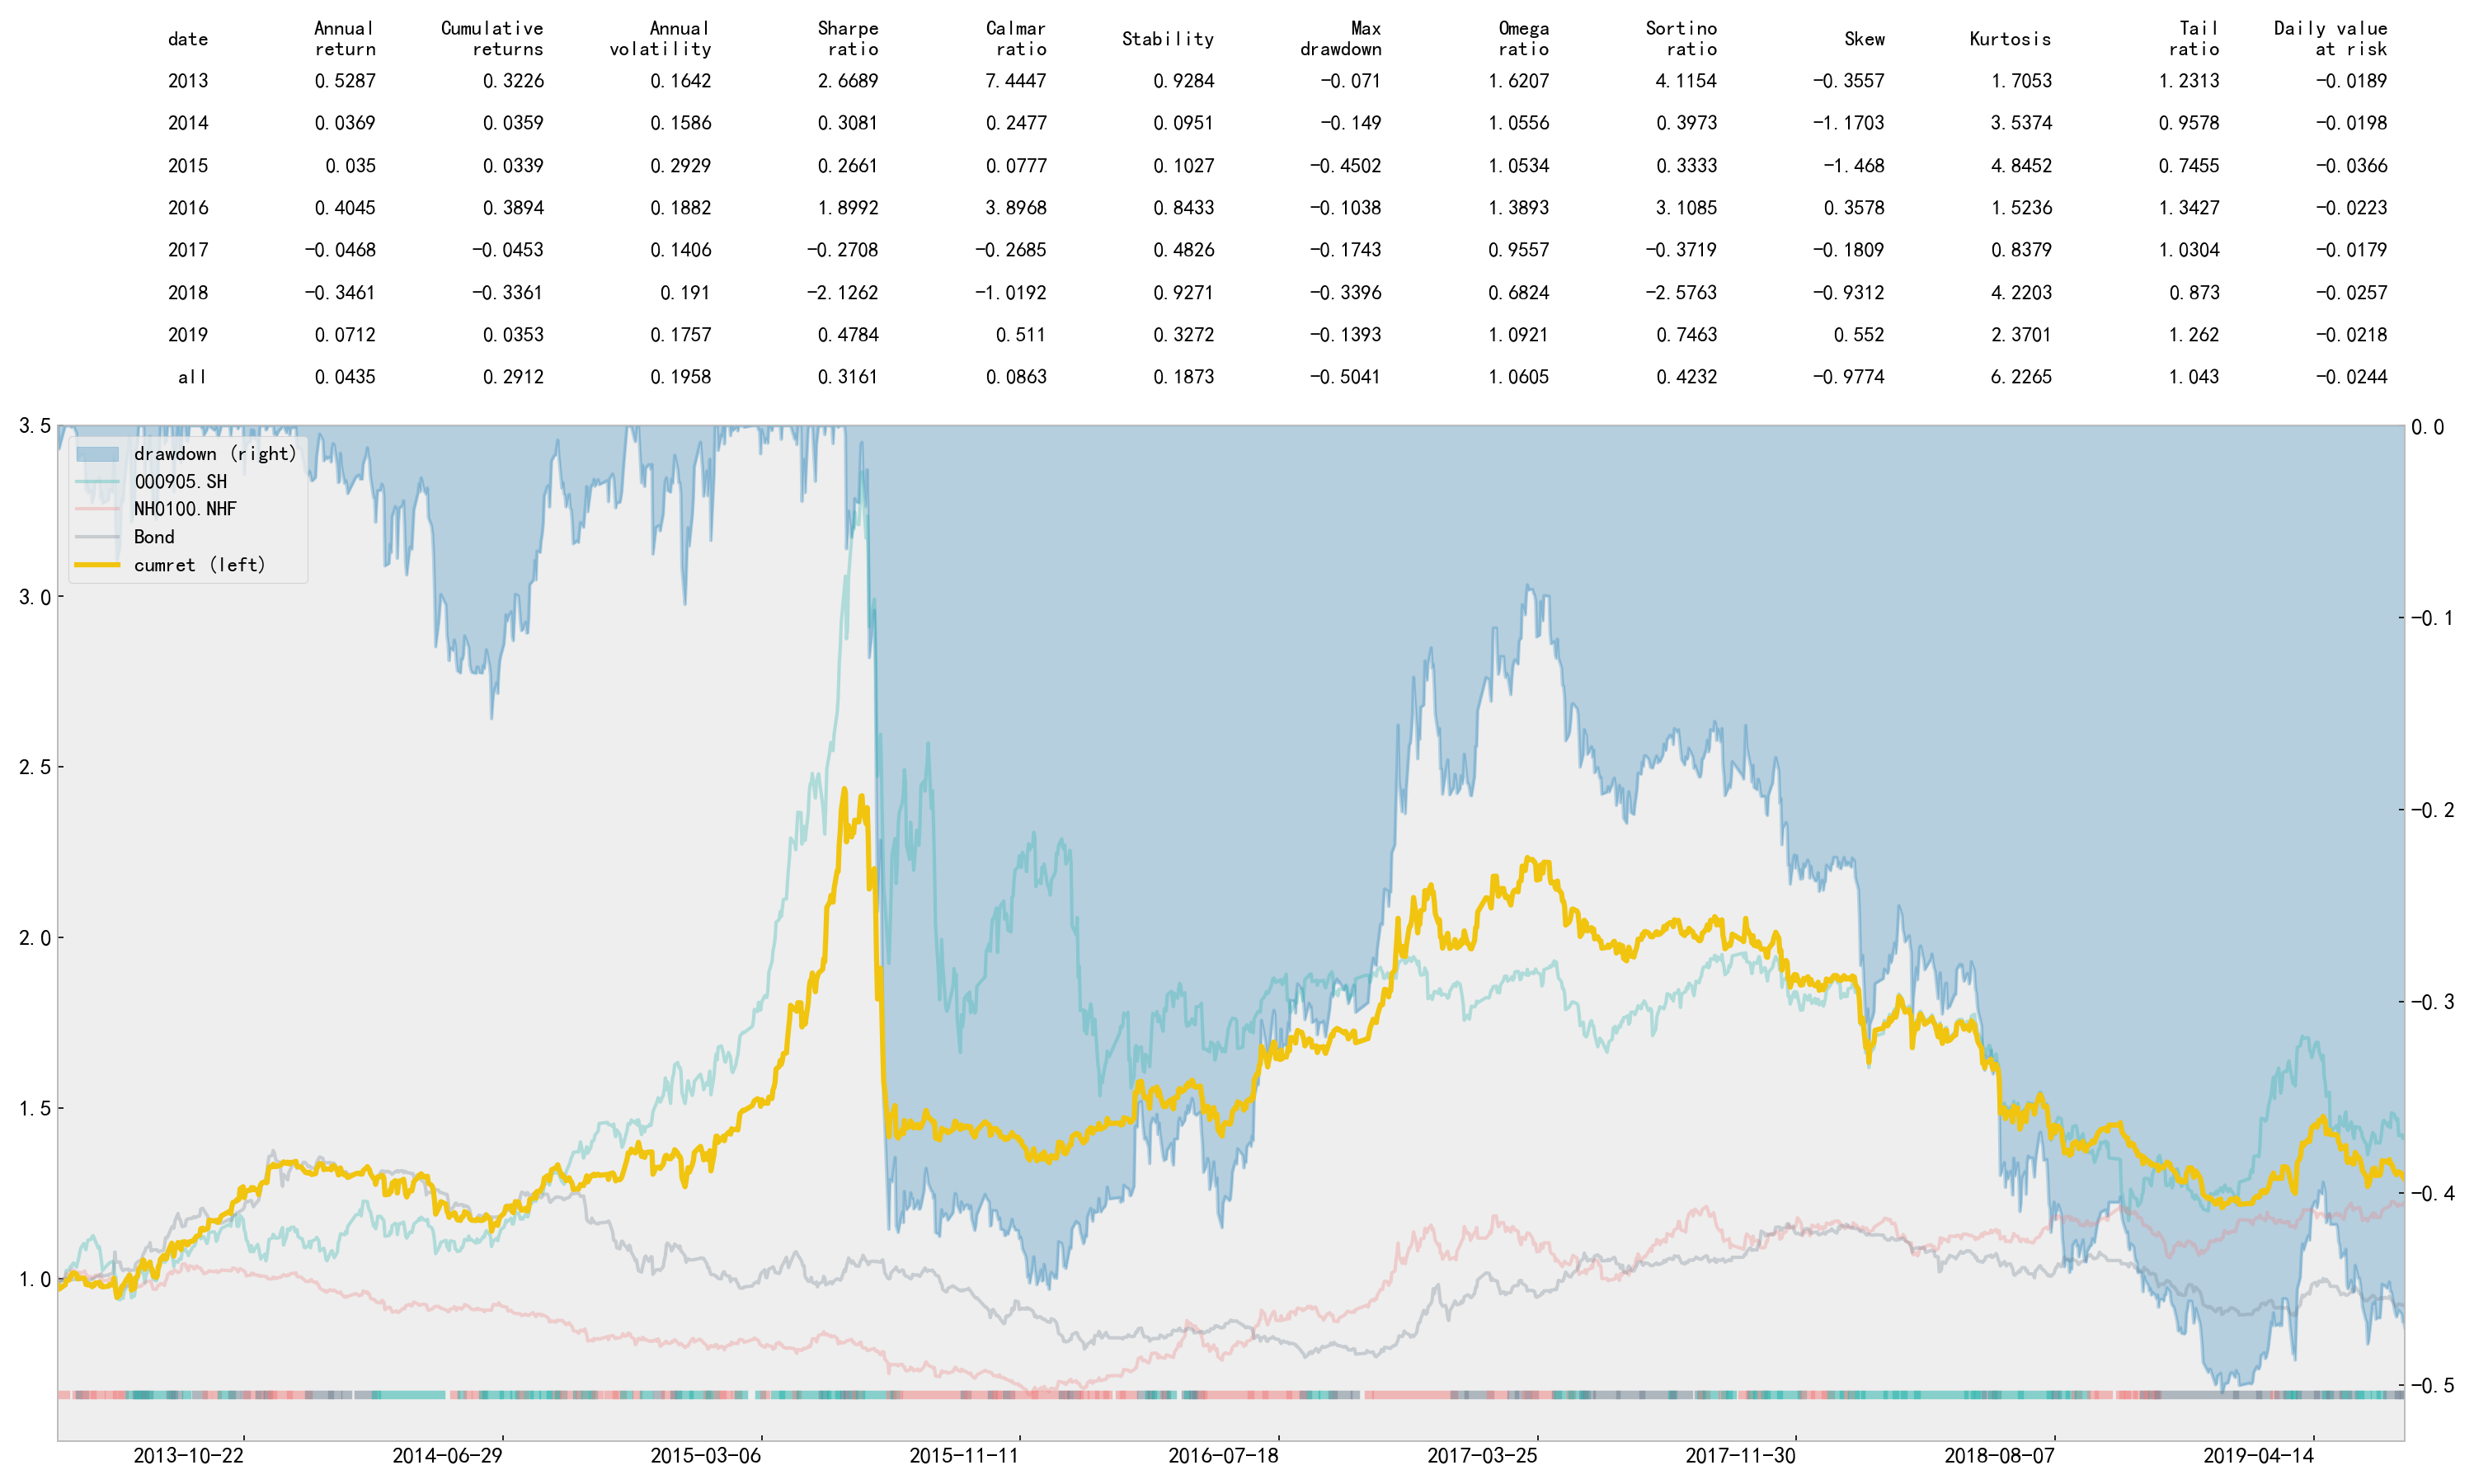 date Annual return Cumulative returns Annual volatility Sharpe ratio Calmar ratio Stability Max drawdown Omega ratio Sortino ratio Skew Kurtosis Tail ratio Daily value at risk
2013 0.5287 0.3226 0.1642 2.6689 7.4447 0.9284 -0.071 1.6207 4.1154 -0.3557 1.7053 1.2313 -0.0189
2014 0.0369 0.0359 0.1586 0.3081 0.2477 0.0951 -0.149 1.0556 0.3973 -1.1703 3.5374 0.9578 -0.0198
2015 0.035 0.0339 0.2929 0.2661 0.0777 0.1027 -0.4502 1.0534 0.3333 -1.468 4.8452 0.7455 -0.0366
2016 0.4045 0.3894 0.1882 1.8992 3.8968 0.8433 -0.1038 1.3893 3.1085 0.3578 1.5236 1.3427 -0.0223
2017 -0.0468 -0.0453 0.1406 -0.2708 -0.2685 0.4826 -0.1743 0.9557 -0.3719 -0.1809 0.8379 1.0304 -0.0179
2018 -0.3461 -0.3361 0.191 -2.1262 -1.0192 0.9271 -0.3396 0.6824 -2.5763 -0.9312 4.2203 0.873 -0.0257
2019 0.0712 0.0353 0.1757 0.4784 0.511 0.3272 -0.1393 1.0921 0.7463 0.552 2.3701 1.262 -0.0218
all 0.0435 0.2912 0.1958 0.3161 0.0863 0.1873 -0.5041 1.0605 0.4232 -0.9774 6.2265 1.043 -0.0244
3.5
3.0
2.5
2.0
1.5
1.0
drawdown (right)
000905.SH
NH0100.NHF
Bond
cumret (left)
0.0
-0.1
-0.2
-0.3
-0.4
-0.5
2013-10-22 2014-06-29 2015-03-06 2015-11-11 2016-07-18 2017-03-25 2017-11-30 2018-08-07 2019-04-14